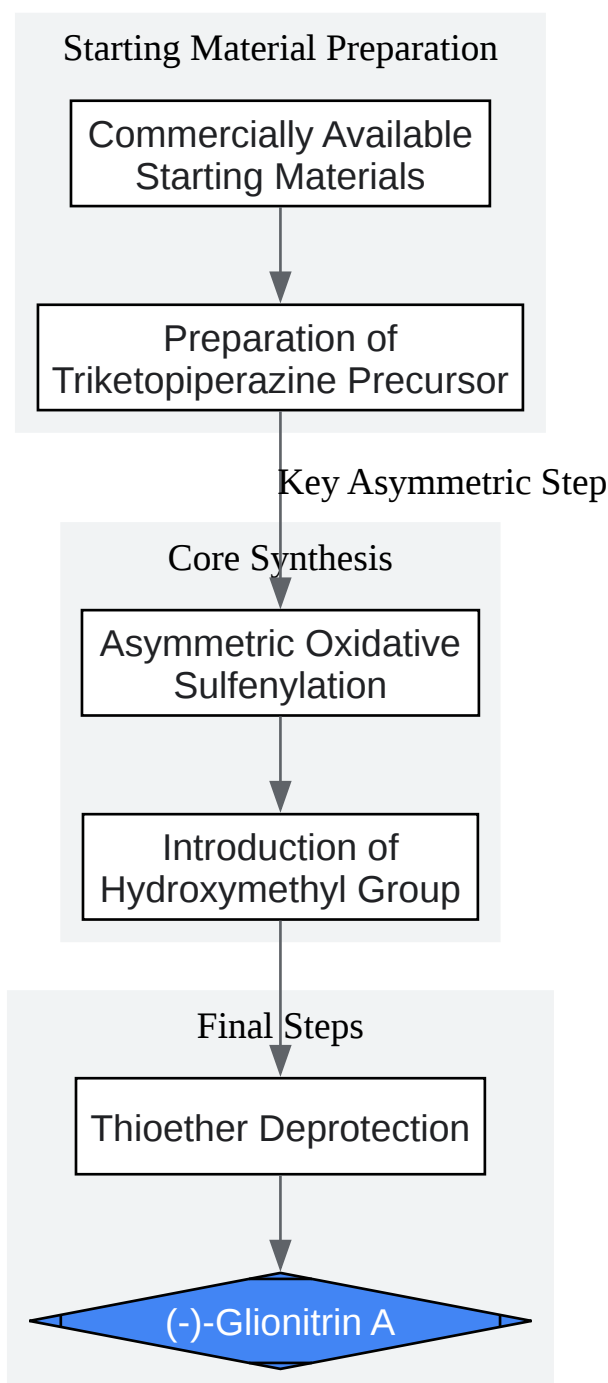 Starting Material Preparation
Commercially Available
Starting Materials
Preparation of
Triketopiperazine Precursor
Key Asymmetric Step
Core Synthesis
Asymmetric Oxidative
Sulfenylation
Introduction of
Hydroxymethyl Group
Final Steps
Thioether Deprotection
(-)-Glionitrin A